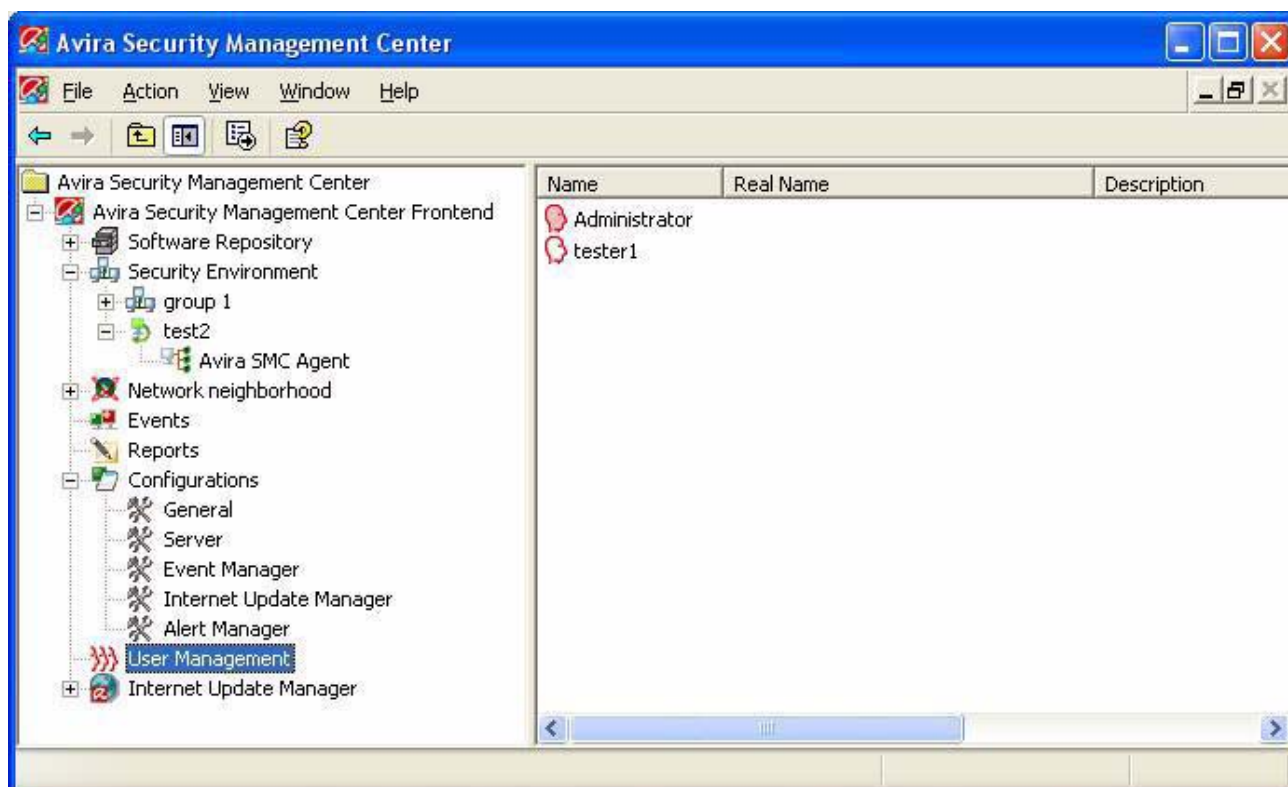 Avira Security Management Center
File Action View Window Help
Avira Security Management Center
Avira Security Management Center Frontend
Software Repository
Security Environment
group 1
test2
Avira SMC Agent
Network neighborhood
Events
Reports
Configurations
General
Server
Event Manager
Internet Update Manager
Alert Manager
User Management
Internet Update Manager
Name Real Name Description
Administrator
tester1